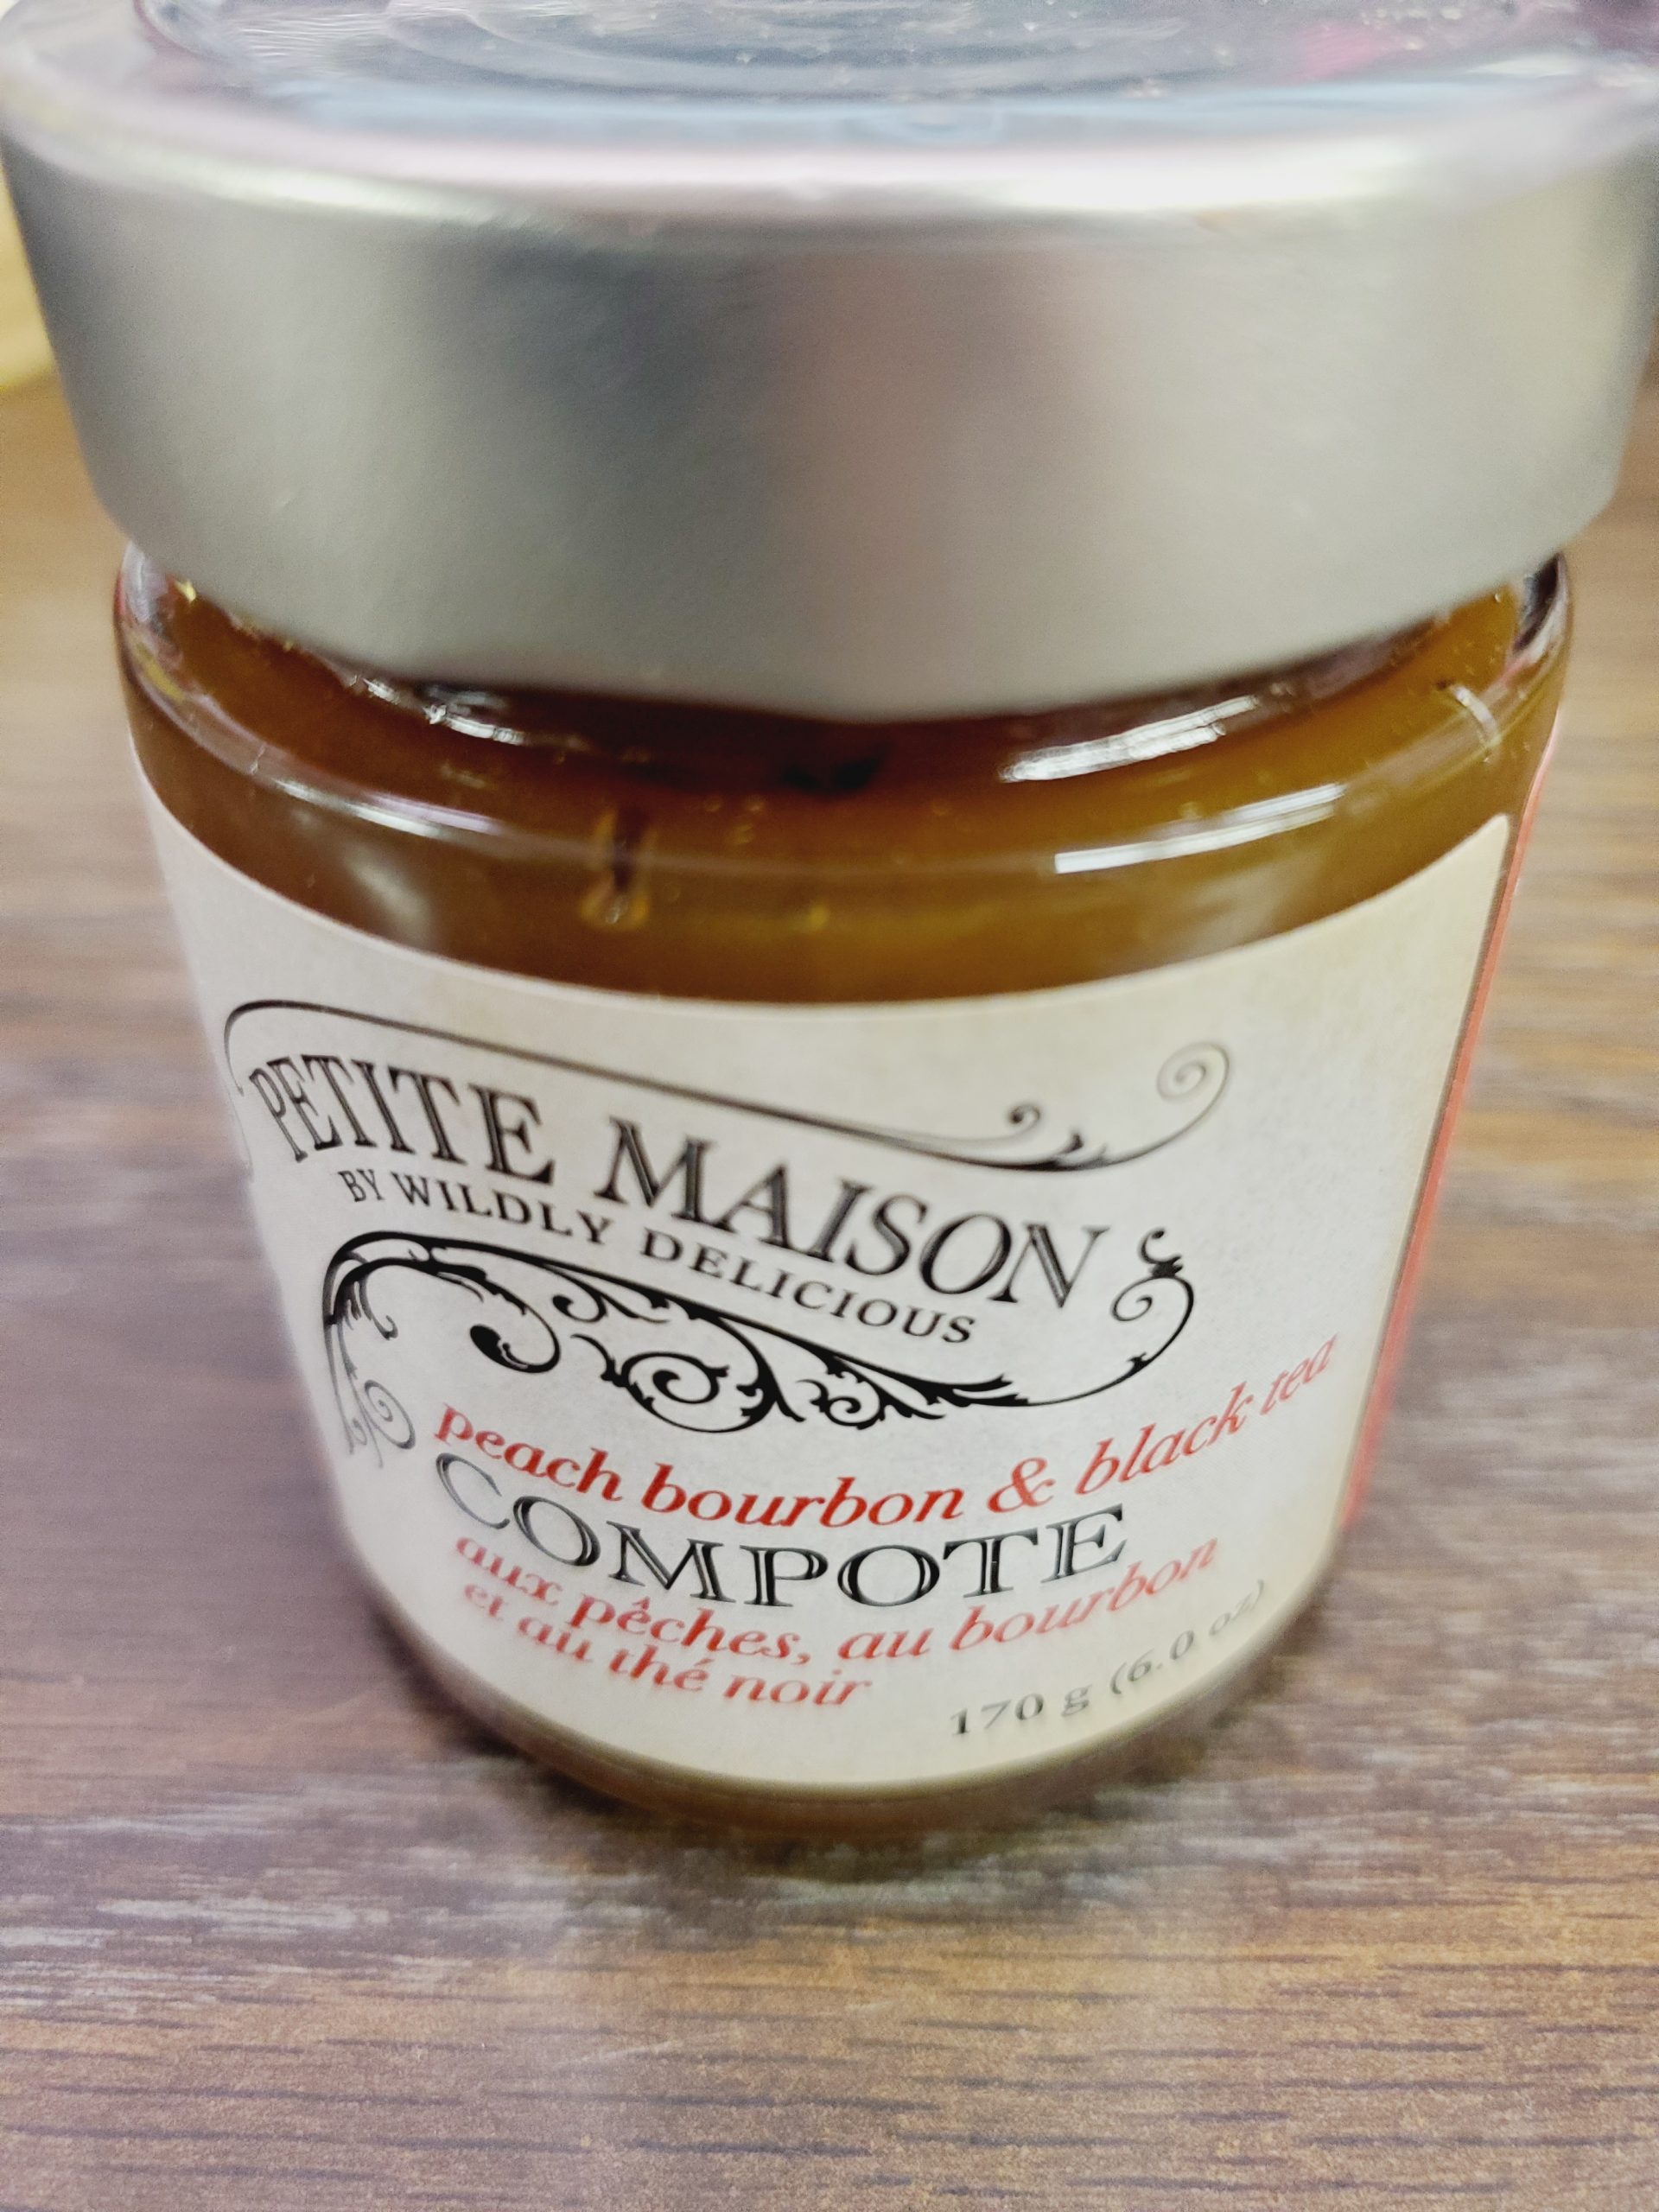 PETITE MAISON
BY WILDLY DELICIOUS
peach bourbon & black tea
COMPOTE
aux pêches, au bourbon
et au thé noir
170 g (6.0 oz)